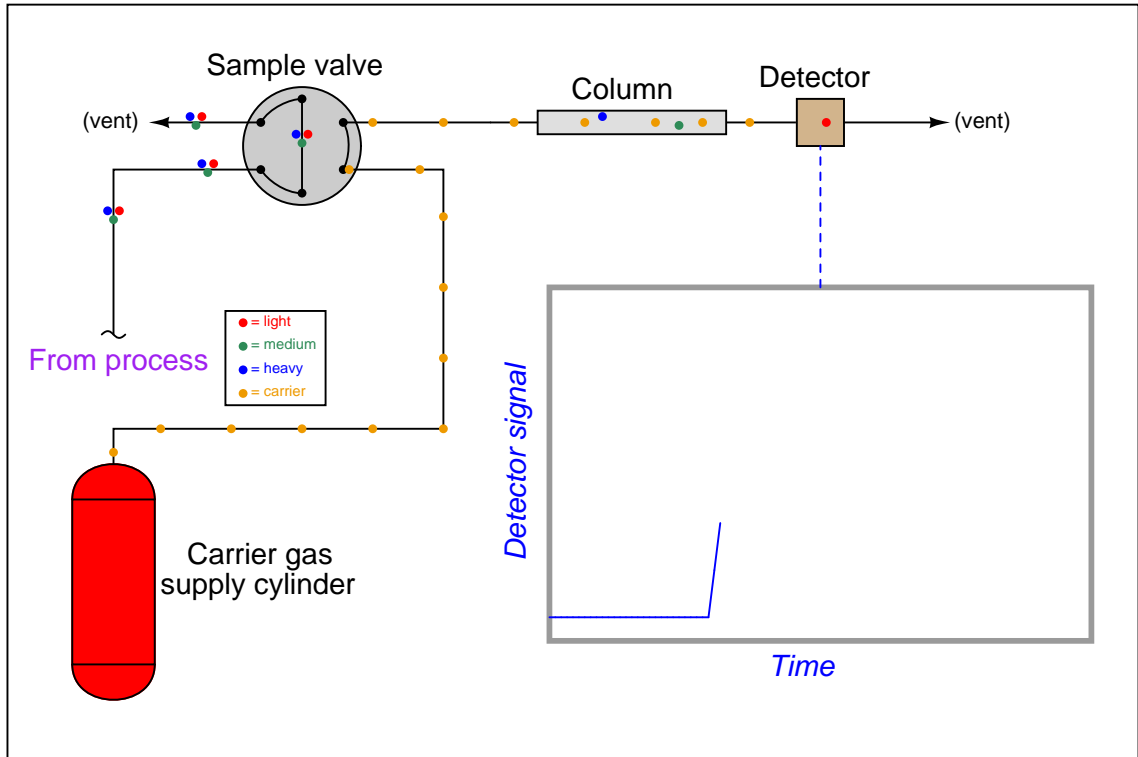 Sample valve
Column
Detector
(vent)
(vent)
= light
= medium
= heavy
= carrier
From process
Detector signal
Carrier gas
supply cylinder
Time